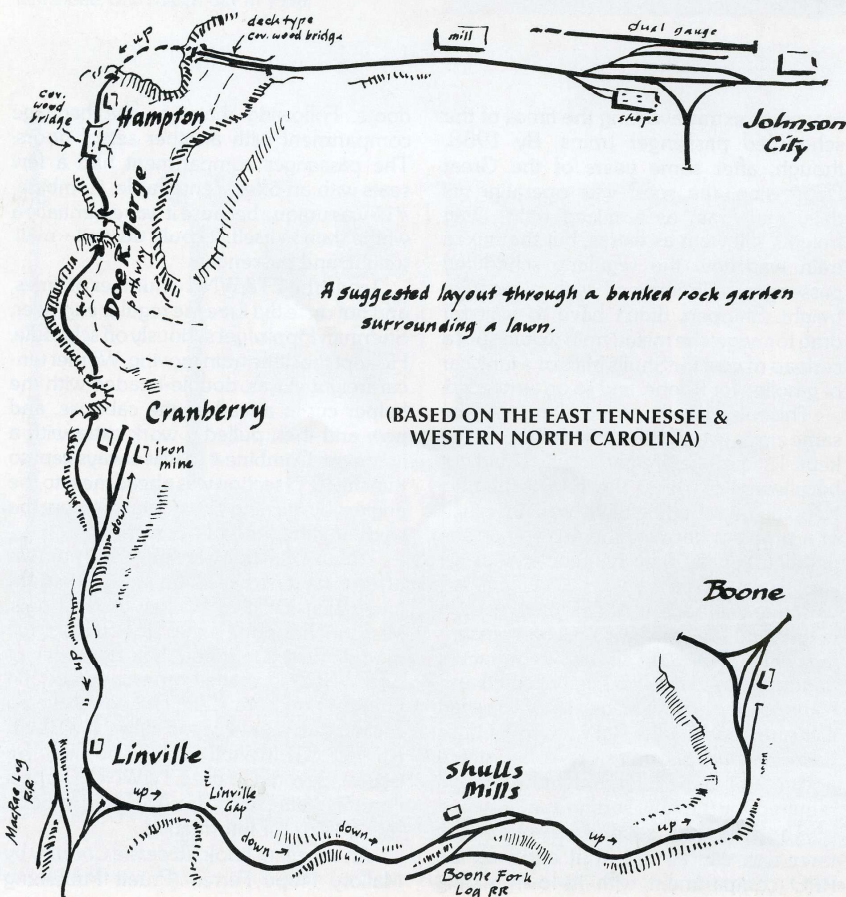 deck type
cov. wood bridge
up
mill
dual gauge
cov.
wood
bridge
Hampton
shops
Johnson
City
Doe R. gorge
pathway
up
A suggested layout through a banked rock garden
surrounding a lawn.
(BASED ON THE EAST TENNESSEE &
WESTERN NORTH CAROLINA)
Cranberry
iron
mine
down
up
Boone
Linville
MacRae Log
RR
up
Linville
Gap
Shulls
Mills
down
down
up
up
Boone Fork
Log RR